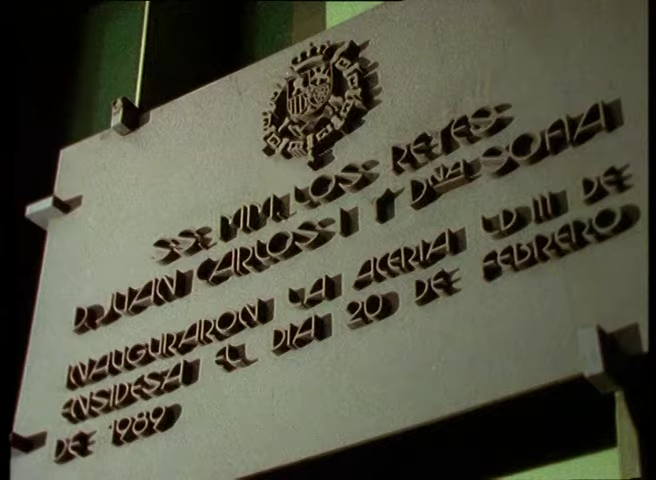 SS.MM. LOS REYES
D. JUAN CARLOS I Y Dª SOFIA
INAUGURARON LA ACERIA LD III DE
ENSIDESA EL DIA 20 DE FEBRERO
DE 1989